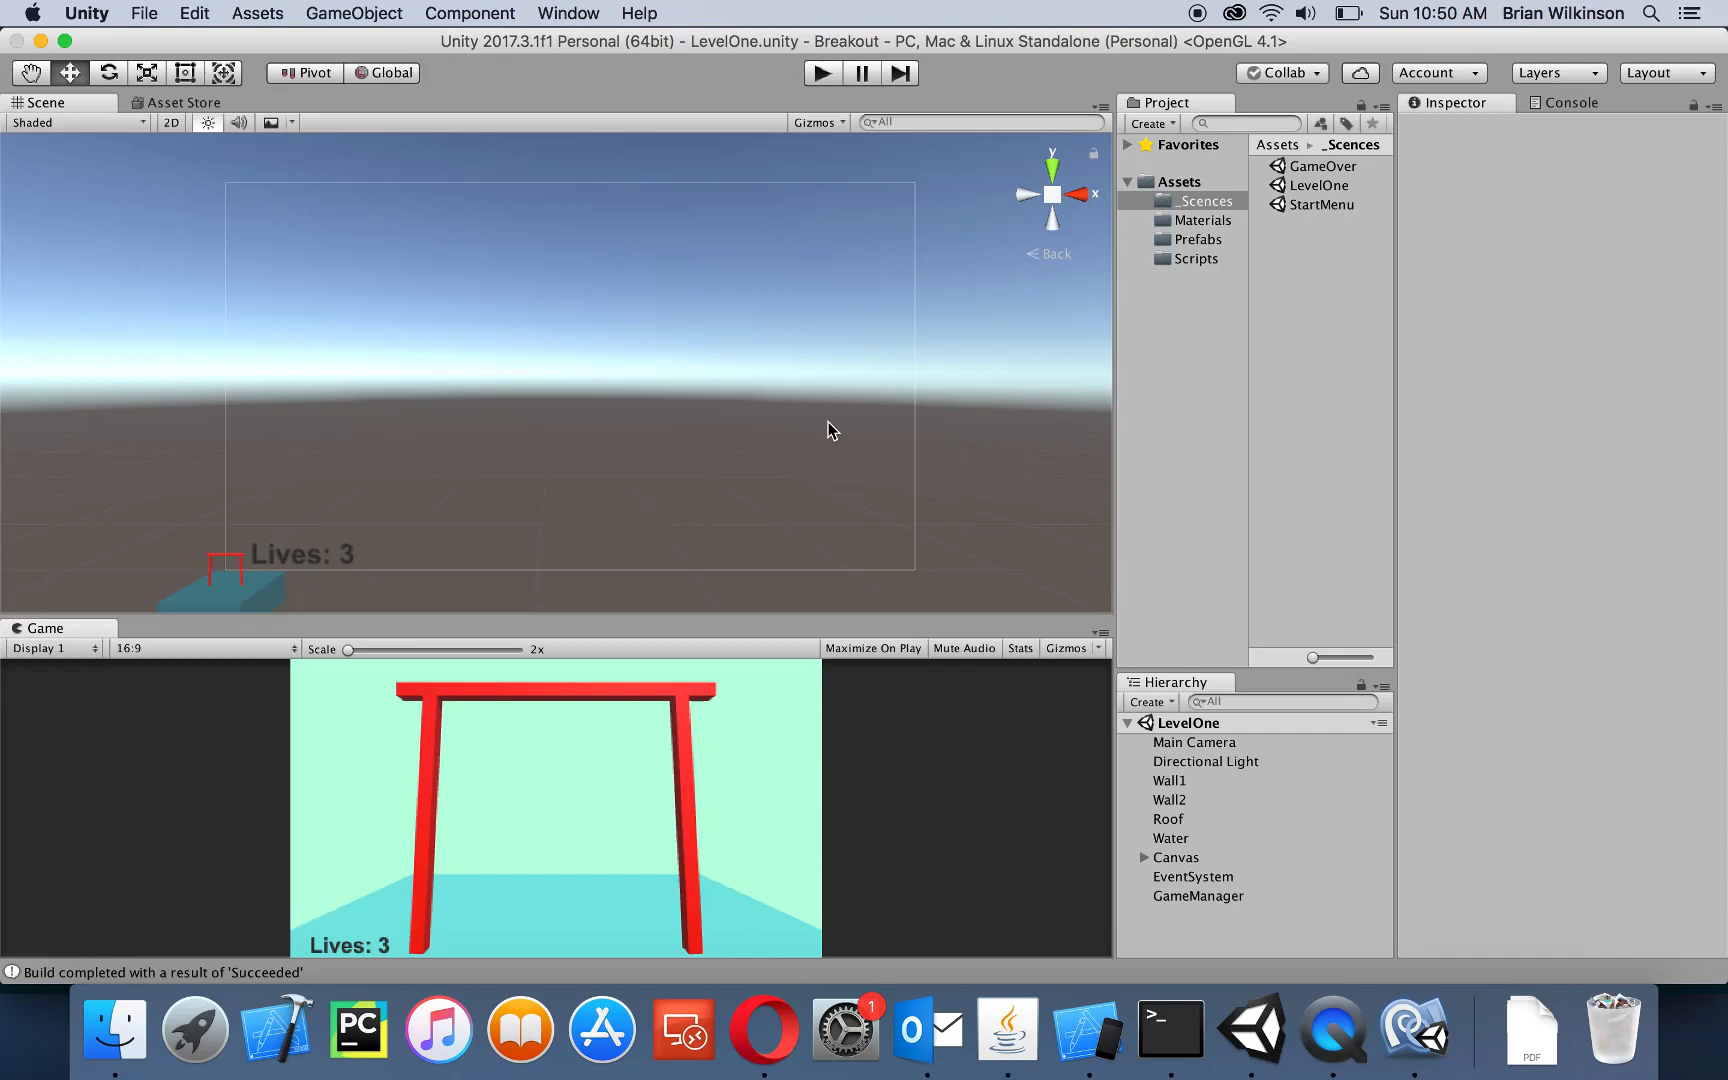 Unity File Edit Assets GameObject Component Window Help Sun 10:50 AM Brian Wilkinson
Unity 2017.3.1f1 Personal (64bit) - LevelOne.unity - Breakout - PC, Mac & Linux Standalone (Personal) <OpenGL 4.1>
Pivot Global Collab Account Layers Layout
Scene Asset Store
Shaded 2D Gizmos All
y
x
Back
Lives: 3
Project
Create
Favorites
Assets
_Scences
Materials
Prefabs
Scripts
Assets _Scences
GameOver
LevelOne
StartMenu
Inspector Console
Game
Display 1 16:9 Scale 2x Maximize On Play Mute Audio Stats Gizmos
Lives: 3
Hierarchy
Create All
LevelOne
Main Camera
Directional Light
Wall1
Wall2
Roof
Water
Canvas
EventSystem
GameManager
Build completed with a result of 'Succeeded'
PC
1
O
>_
PDF